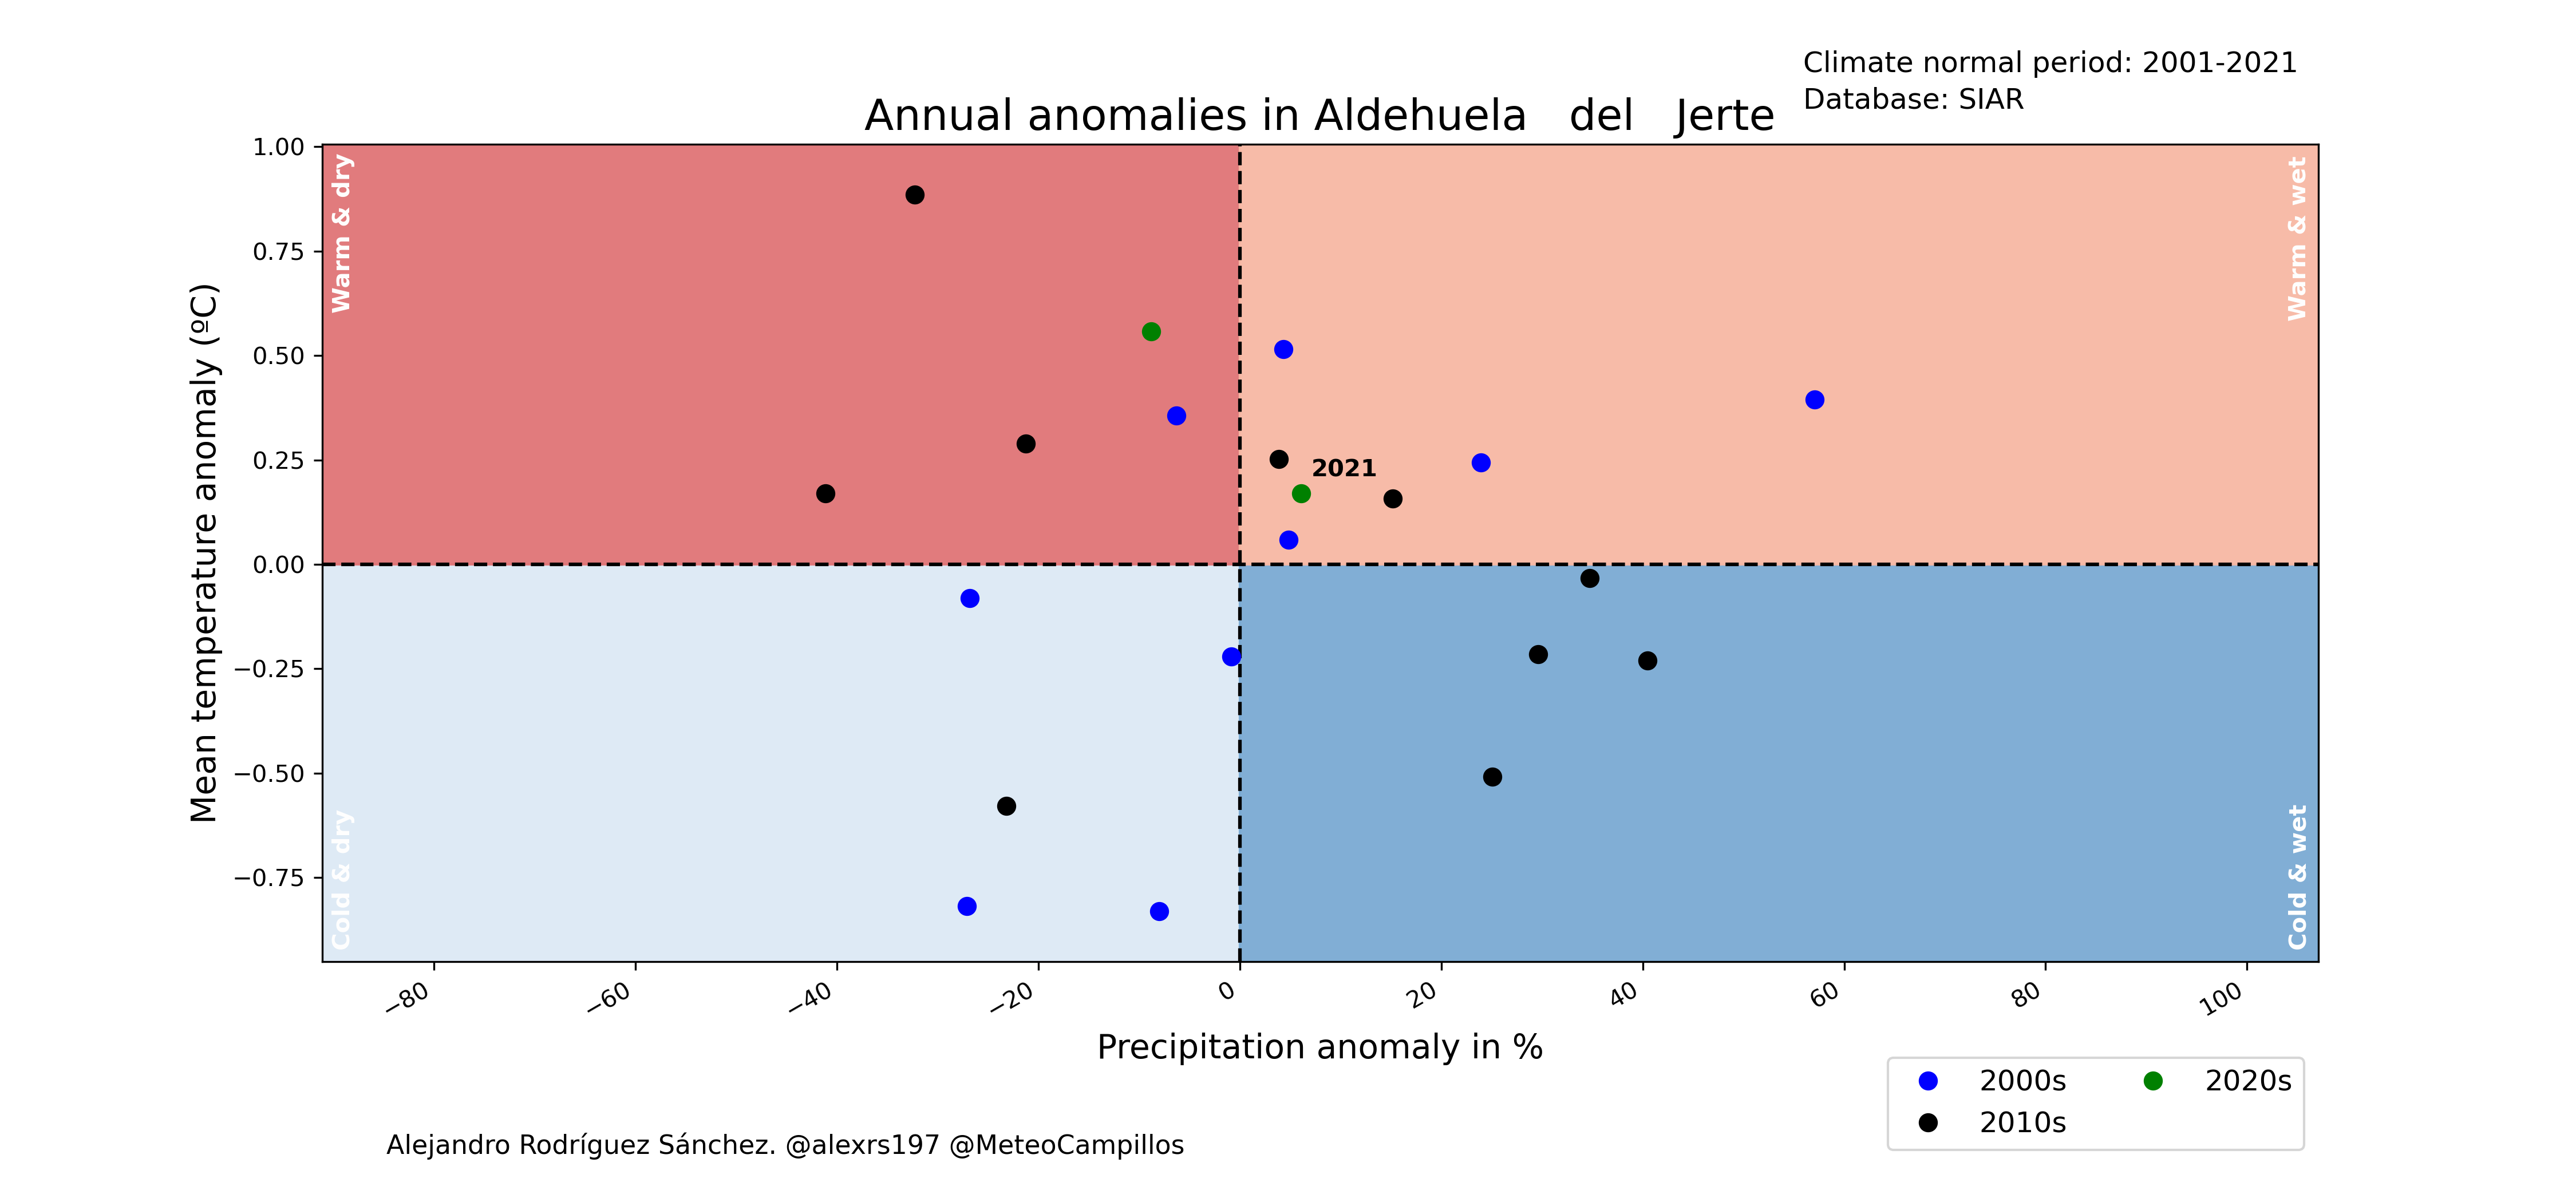 Climate normal period: 2001-2021
Database: SIAR
Annual anomalies in Aldehuela del Jerte
1.00
0.75
0.50
0.25
0.00
−0.25
−0.50
−0.75
Mean temperature anomaly (ºC)
Warm & dry
Warm & wet
2021
Cold & dry
Cold & wet
−80 −60 −40 −20 0 20 40 60 80 100
Precipitation anomaly in %
2000s 2020s
2010s
Alejandro Rodríguez Sánchez. @alexrs197 @MeteoCampillos